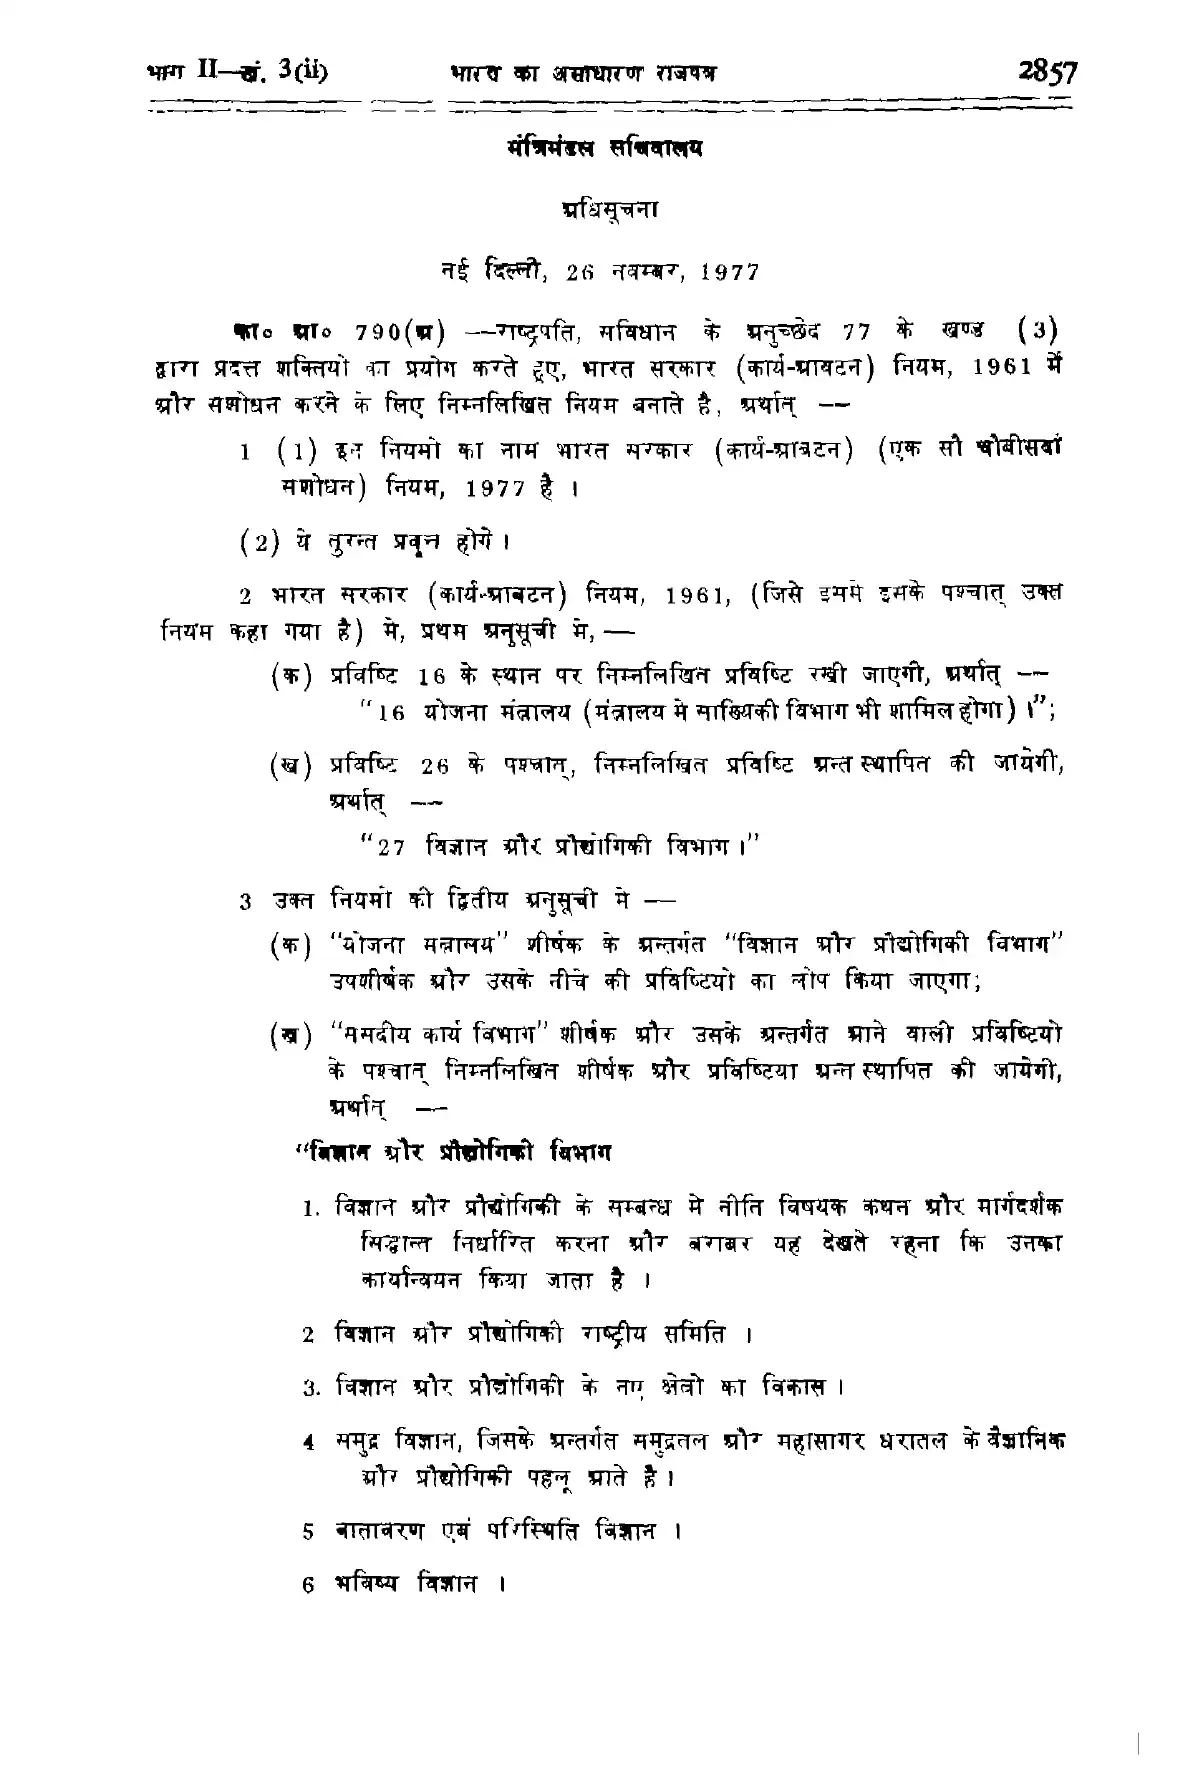 भाग II—खं. 3(ii) भारत का असाधारण राजपत्र 2857
मंत्रिमंडल सचिवालय
अधिसूचना
नई दिल्ली, 26 नवम्बर, 1977
का० आ० 790(अ) —राष्ट्रपति, सविधान के अनुच्छेद 77 के खण्ड (3)
द्वारा प्रदत्त शक्तियो का प्रयोग करते हुए, भारत सरकार (कार्य-आबटन) नियम, 1961 में
और सशोधन करने के लिए निम्नलिखित नियम बनाते है, अर्थात् —
1 (1) इन नियमो का नाम भारत सरकार (कार्य-आबटन) (एक सौ चौबीसवां
सशोधन) नियम, 1977 है ।
(2) ये तुरन्त प्रवृत्त होगे ।
2 भारत सरकार (कार्य-आबटन) नियम, 1961, (जिसे इसमे इसके पश्चात् उक्त
नियम कहा गया है) मे, प्रथम अनुसूची मे, —
(क) प्रविष्टि 16 के स्थान पर निम्नलिखित प्रविष्टि रखी जाएगी, अर्थात् ——
"16 योजना मंत्रालय (मंत्रालय मे साख्यिकी विभाग भी शामिल होगा) ।";
(ख) प्रविष्टि 26 के पश्चात्, निम्नलिखित प्रविष्टि अन्त स्थापित की जायेगी,
अर्थात् ——
"27 विज्ञान और प्रौद्योगिकी विभाग ।"
3 उक्त नियमो की द्वितीय अनुसूची मे —
(क) "योजना मत्रालय" शीर्षक के अन्तर्गत "विज्ञान और प्रौद्योगिकी विभाग"
उपशीर्षक और उसके नीचे की प्रविष्टियो का लोप किया जाएगा;
(ख) "ससदीय कार्य विभाग" शीर्षक और उसके अन्तर्गत आने वाली प्रविष्टियो
के पश्चात् निम्नलिखित शीर्षक और प्रविष्टिया अन्त स्थापित की जायेगी,
अर्थात् ——
"विज्ञान और प्रौद्योगिकी विभाग
1. विज्ञान और प्रौद्योगिकी के सम्बन्ध मे नीति विषयक कथन और मार्गदर्शक
सिद्धान्त निर्धारित करना और बराबर यह देखते रहना कि उनका
कार्यान्वयन किया जाता है ।
2 विज्ञान और प्रौद्योगिकी राष्ट्रीय समिति ।
3. विज्ञान और प्रौद्योगिकी के नए क्षेत्रो का विकास ।
4 समुद्र विज्ञान, जिसके अन्तर्गत समुद्रतल और महासागर धरातल के वैज्ञानिक
और प्रौद्योगिकी पहलू आते है ।
5 वातावरण एवं परिस्थिति विज्ञान ।
6 भविष्य विज्ञान ।